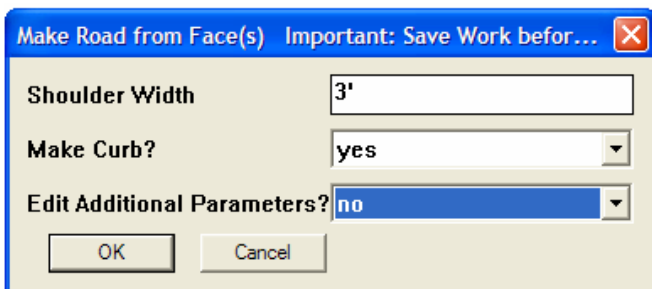 Make Road from Face(s) Important: Save Work befor...
Shoulder Width 3'
Make Curb? yes
Edit Additional Parameters? no
OK Cancel